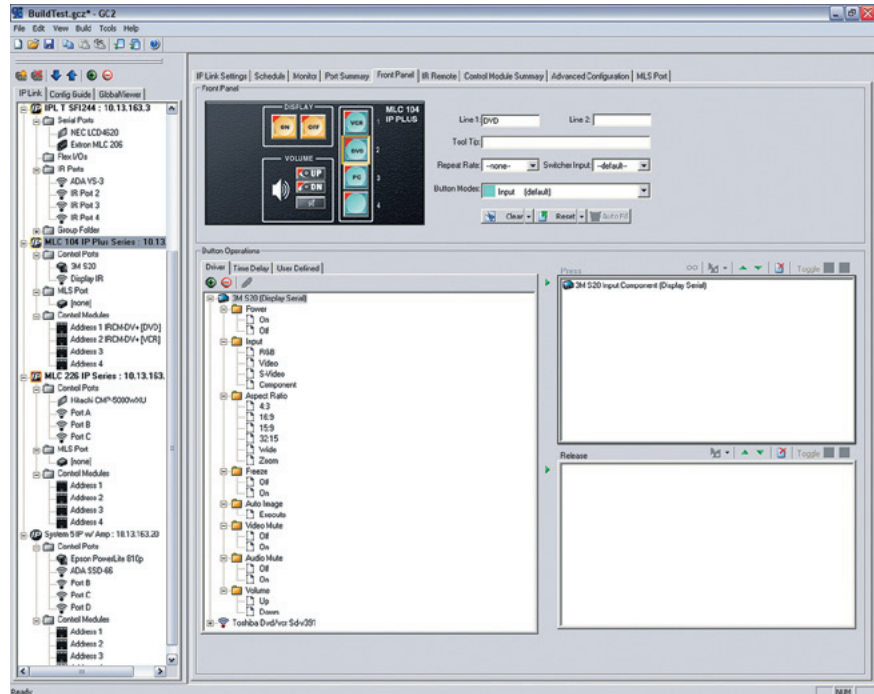 BuildTest.gcz* - GC2
File Edit View Build Tools Help
IP Link Config Guide GlobalViewer
IPL T SFI244 : 10.13.163.3
Serial Ports
NEC LCD4620
Extron MLC 206
Flex I/Os
IR Ports
ADA VS-3
IR Port 2
IR Port 3
IR Port 4
Group Folder
MLC 104 IP Plus Series : 10.13
Control Ports
3M S20
Display IR
MLS Port
[none]
Control Modules
Address 1 IRCM-DV+ [DVD]
Address 2 IRCM-DV+ [VCR]
Address 3
Address 4
MLC 226 IP Series : 10.13.163.
Control Ports
Hitachi CMP-5000WXU
Port A
Port B
Port C
MLS Port
[none]
Control Modules
Address 1
Address 2
Address 3
Address 4
System 5 IP w/ Amp : 10.13.163.20
Control Ports
Epson PowerLite 810p
ADA SSD-66
Port B
Port C
Port D
Control Modules
Address 1
Address 2
Address 3
IP Link Settings Schedule Monitor Port Summary Front Panel IR Remote Control Module Summary Advanced Configuration MLS Port
Front Panel
DISPLAY
ON OFF
VOLUME
UP
DN
VCR 1
DVD 2
PC 3
4
MLC 104
IP PLUS
Line 1: DVD Line 2:
Tool Tip:
Repeat Rate: --none-- Switcher Input: --default--
Button Modes: Input (default)
Clear Reset Auto Fill
Button Operations
Driver Time Delay User Defined
3M S20 (Display Serial)
Power
On
Off
Input
RGB
Video
S-Video
Component
Aspect Ratio
4:3
16:9
15:9
32:15
Wide
Zoom
Freeze
Off
On
Auto Image
Execute
Video Mute
Off
On
Audio Mute
Off
On
Volume
Up
Down
Toshiba Dvd/vcr Sd-v391
Press Toggle
3M S20 Input Component (Display Serial)
Release Toggle
Ready
NUM